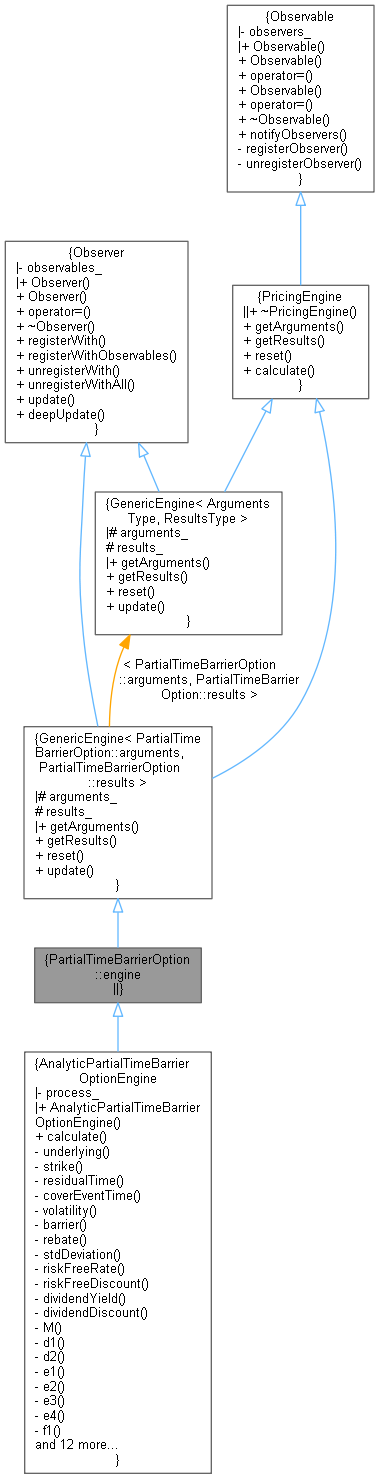 {Observable
|- observers_
|+ Observable()
+ Observable()
+ operator=()
+ Observable()
+ operator=()
+ ~Observable()
+ notifyObservers()
- registerObserver()
- unregisterObserver()
}
{Observer
|- observables_
|+ Observer()
+ Observer()
+ operator=()
+ ~Observer()
+ registerWith()
+ registerWithObservables()
+ unregisterWith()
+ unregisterWithAll()
+ update()
+ deepUpdate()
}
{PricingEngine
||+ ~PricingEngine()
+ getArguments()
+ getResults()
+ reset()
+ calculate()
}
{GenericEngine< Arguments
Type, ResultsType >
|# arguments_
# results_
|+ getArguments()
+ getResults()
+ reset()
+ update()
}
< PartialTimeBarrierOption
::arguments, PartialTimeBarrier
Option::results >
{GenericEngine< PartialTime
BarrierOption::arguments,
PartialTimeBarrierOption
::results >
|# arguments_
# results_
|+ getArguments()
+ getResults()
+ reset()
+ update()
}
{PartialTimeBarrierOption
::engine
||}
{AnalyticPartialTimeBarrier
OptionEngine
|- process_
|+ AnalyticPartialTimeBarrier
OptionEngine()
+ calculate()
- underlying()
- strike()
- residualTime()
- coverEventTime()
- volatility()
- barrier()
- rebate()
- stdDeviation()
- riskFreeRate()
- riskFreeDiscount()
- dividendYield()
- dividendDiscount()
- M()
- d1()
- d2()
- e1()
- e2()
- e3()
- e4()
- f1()
and 12 more...
}